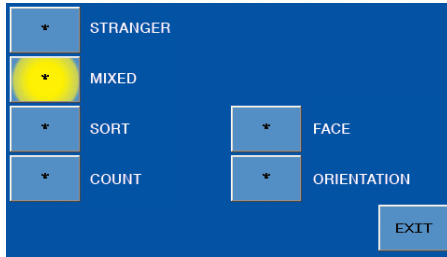 * STRANGER
* MIXED
* SORT * FACE
* COUNT * ORIENTATION
EXIT